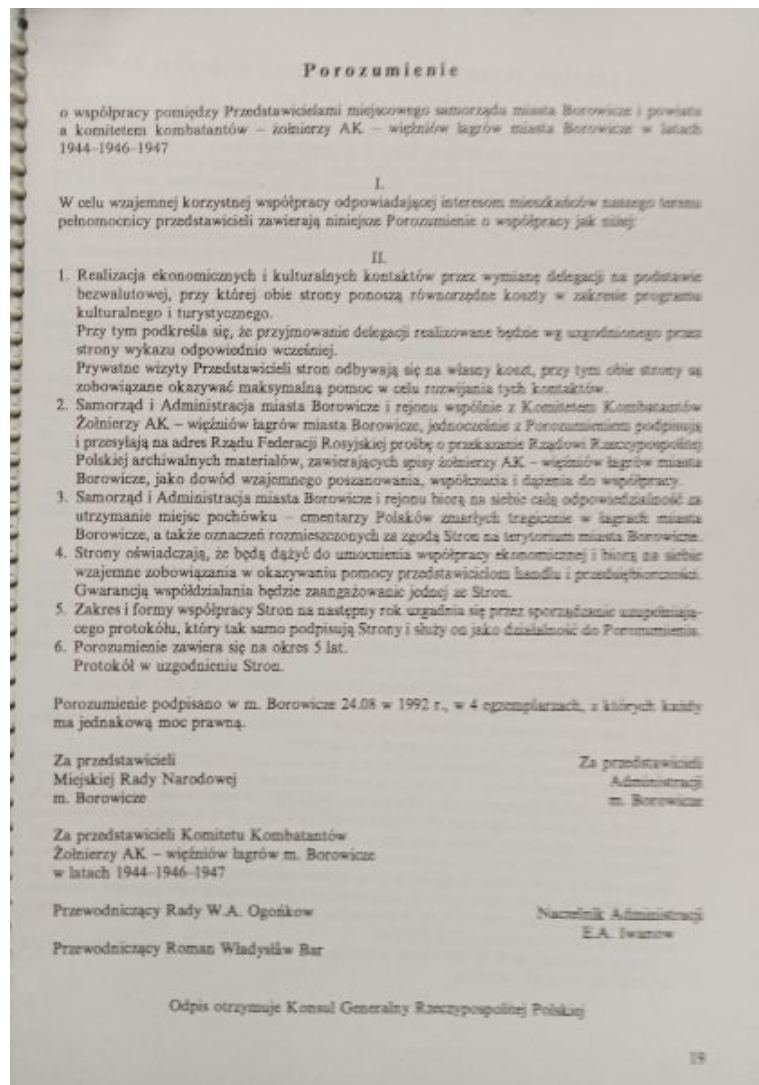 Porozumienie
o współpracy pomiędzy Przedstawicielami miejscowego samorządu miasta Borowicze i powiatu
a komitetem kombatantów – żołnierzy AK – więźniów łagrów miasta Borowicze w latach
1944-1946-1947
I.
W celu wzajemnej korzystnej współpracy odpowiadającej interesom mieszkańców naszego terenu
pełnomocnicy przedstawicieli zawierają niniejsze Porozumienie o współpracy jak niżej:
II.
1. Realizacja ekonomicznych i kulturalnych kontaktów przez wymianę delegacji na podstawie
bezwalutowej, przy której obie strony ponoszą równorzędne koszty w zakresie programu
kulturalnego i turystycznego.
Przy tym podkreśla się, że przyjmowanie delegacji realizowane będzie wg uzgodnionego przez
strony wykazu odpowiednio wcześniej.
Prywatne wizyty Przedstawicieli stron odbywają się na własny koszt, przy tym obie strony są
zobowiązane okazywać maksymalną pomoc w celu rozwijania tych kontaktów.
2. Samorząd i Administracja miasta Borowicze i rejonu wspólnie z Komitetem Kombatantów
Żołnierzy AK – więźniów łagrów miasta Borowicze, jednocześnie z Porozumieniem podpisują
i przesyłają na adres Rządu Federacji Rosyjskiej prośbę o przekazanie Rządowi Rzeczypospolitej
Polskiej archiwalnych materiałów, zawierających spisy żołnierzy AK – więźniów łagrów miasta
Borowicze, jako dowód wzajemnego poszanowania, współczucia i dążenia do współpracy.
3. Samorząd i Administracja miasta Borowicze i rejonu biorą na siebie całą odpowiedzialność za
utrzymanie miejsc pochówku – cmentarzy Polaków zmarłych tragicznie w łagrach miasta
Borowicze, a także oznaczeń rozmieszczonych za zgodą Stron na terytorium miasta Borowicze.
4. Strony oświadczają, że będą dążyć do umocnienia współpracy ekonomicznej i biorą na siebie
wzajemne zobowiązania w okazywaniu pomocy przedstawicielom handlu i przedsiębiorczości.
Gwarancją współdziałania będzie zaangażowanie jednej ze Stron.
5. Zakres i formy współpracy Stron na następny rok uzgadnia się przez sporządzanie uzupełniają-
cego protokółu, który tak samo podpisują Strony i służy on jako działalność do Porozumienia.
6. Porozumienie zawiera się na okres 5 lat.
Protokół w uzgodnieniu Stron.
Porozumienie podpisano w m. Borowicze 24.08 w 1992 r., w 4 egzemplarzach, z których każdy
ma jednakową moc prawną.
Za przedstawicieli
Miejskiej Rady Narodowej
m. Borowicze
Za przedstawicieli
Administracji
m. Borowicze
Za przedstawicieli Komitetu Kombatantów
Żołnierzy AK – więźniów łagrów m. Borowicze
w latach 1944-1946-1947
Przewodniczący Rady W.A. Ogońkow
Naczelnik Administracji
E.A. Iwanow
Przewodniczący Roman Władysław Bar
Odpis otrzymuje Konsul Generalny Rzeczypospolitej Polskiej
19